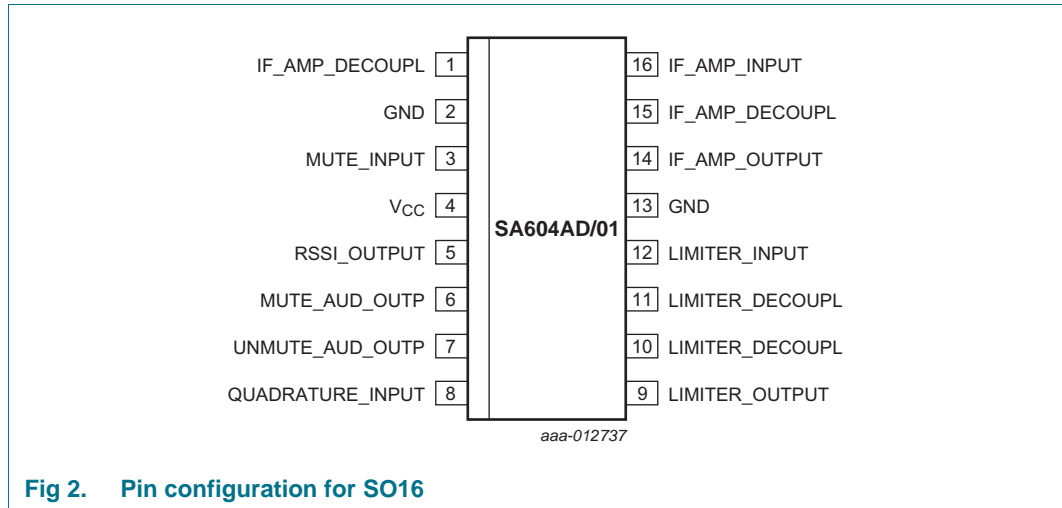 IF_AMP_DECOUPL 1 16 IF_AMP_INPUT
GND 2 15 IF_AMP_DECOUPL
MUTE_INPUT 3 14 IF_AMP_OUTPUT
VCC 4 13 GND
SA604AD/01
RSSI_OUTPUT 5 12 LIMITER_INPUT
MUTE_AUD_OUTP 6 11 LIMITER_DECOUPL
UNMUTE_AUD_OUTP 7 10 LIMITER_DECOUPL
QUADRATURE_INPUT 8 9 LIMITER_OUTPUT
aaa-012737
Fig 2. Pin configuration for SO16